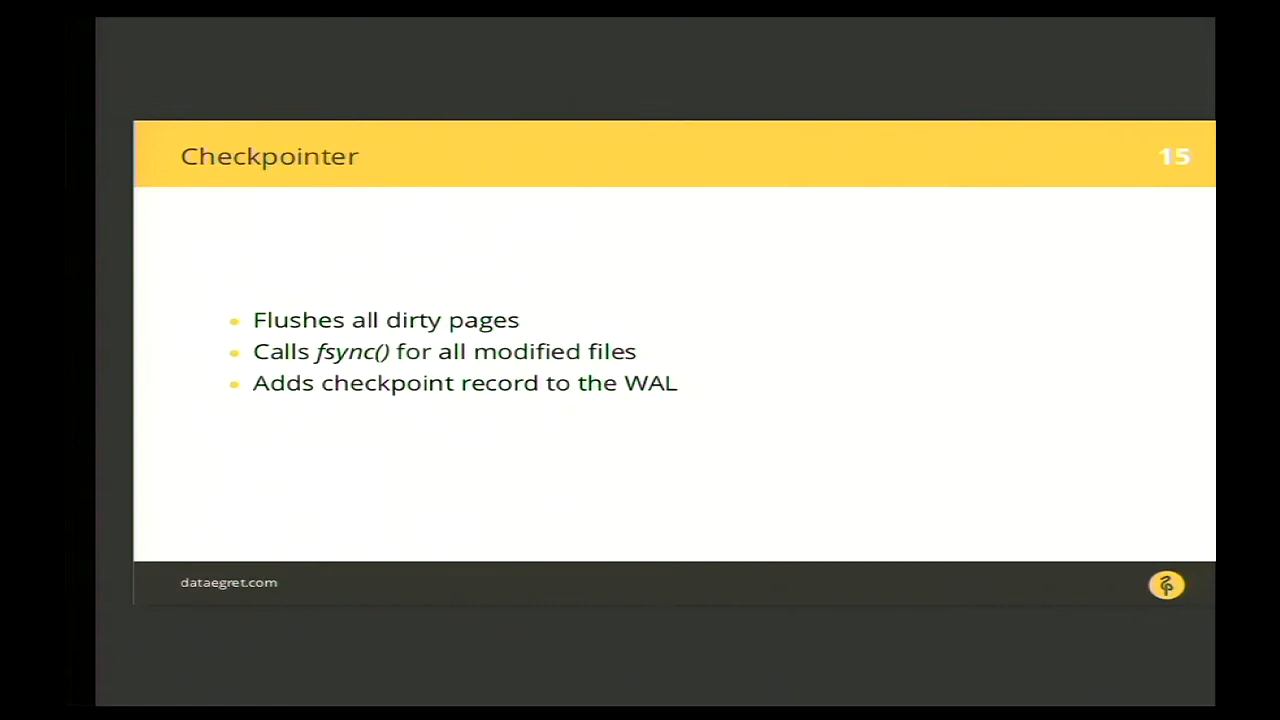 Checkpointer
15
Flushes all dirty pages
Calls fsync() for all modified files
Adds checkpoint record to the WAL
dataegret.com